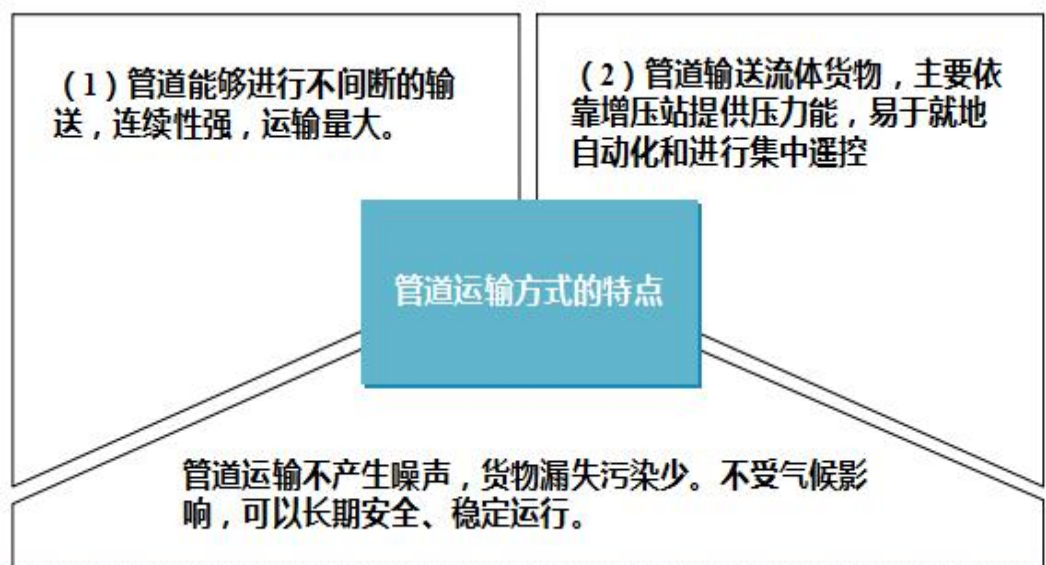 （1）管道能够进行不间断的输
送，连续性强，运输量大。
（2）管道输送流体货物，主要依
靠增压站提供压力能，易于就地
自动化和进行集中遥控
管道运输方式的特点
管道运输不产生噪声，货物漏失污染少。不受气候影
响，可以长期安全、稳定运行。